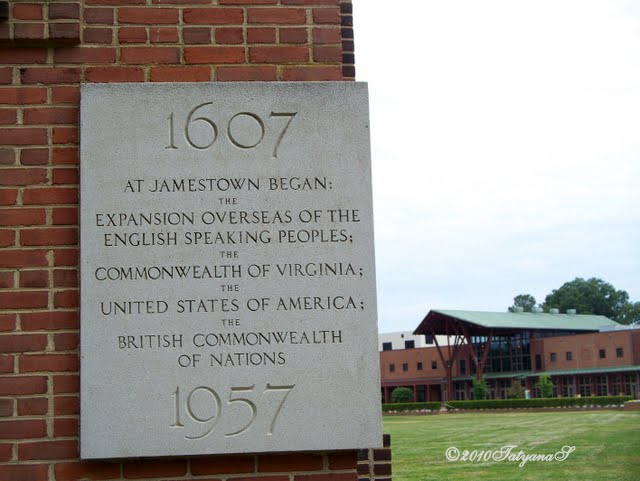 1607
AT JAMESTOWN BEGAN:
THE
EXPANSION OVERSEAS OF THE
ENGLISH SPEAKING PEOPLES;
THE
COMMONWEALTH OF VIRGINIA;
THE
UNITED STATES OF AMERICA;
THE
BRITISH COMMONWEALTH
OF NATIONS
1957
©2010TatyanaS